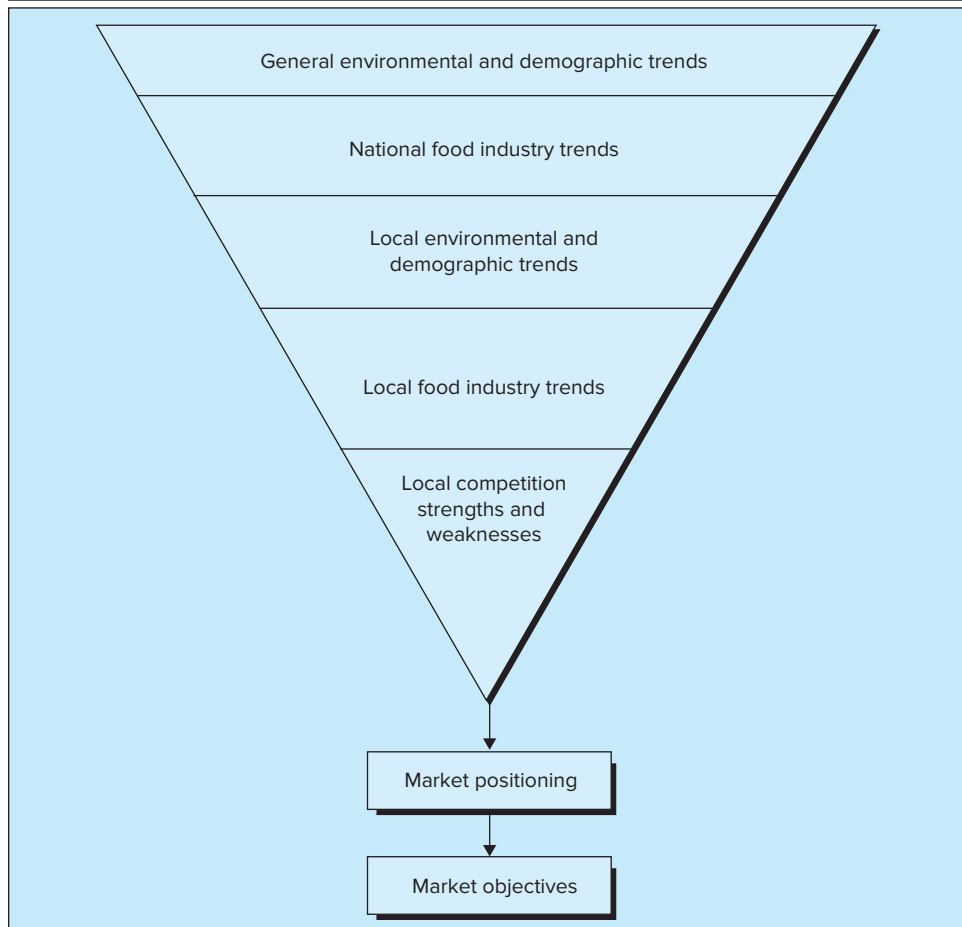 General environmental and demographic trends
National food industry trends
Local environmental and
demographic trends
Local food industry trends
Local competition
strengths and
weaknesses
Market positioning
Market objectives